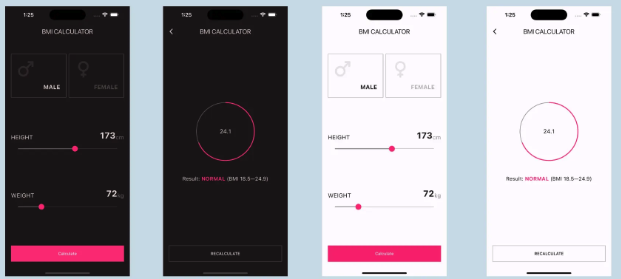 1:25
BMI CALCULATOR
MALE
FEMALE
HEIGHT
173cm
WEIGHT
72kg
Calculate
1:25
BMI CALCULATOR
24.1
Result: NORMAL (BMI 18.5—24.9)
RECALCULATE
1:25
BMI CALCULATOR
MALE
FEMALE
HEIGHT
173cm
WEIGHT
72kg
Calculate
1:25
BMI CALCULATOR
24.1
Result: NORMAL (BMI 18.5—24.9)
RECALCULATE